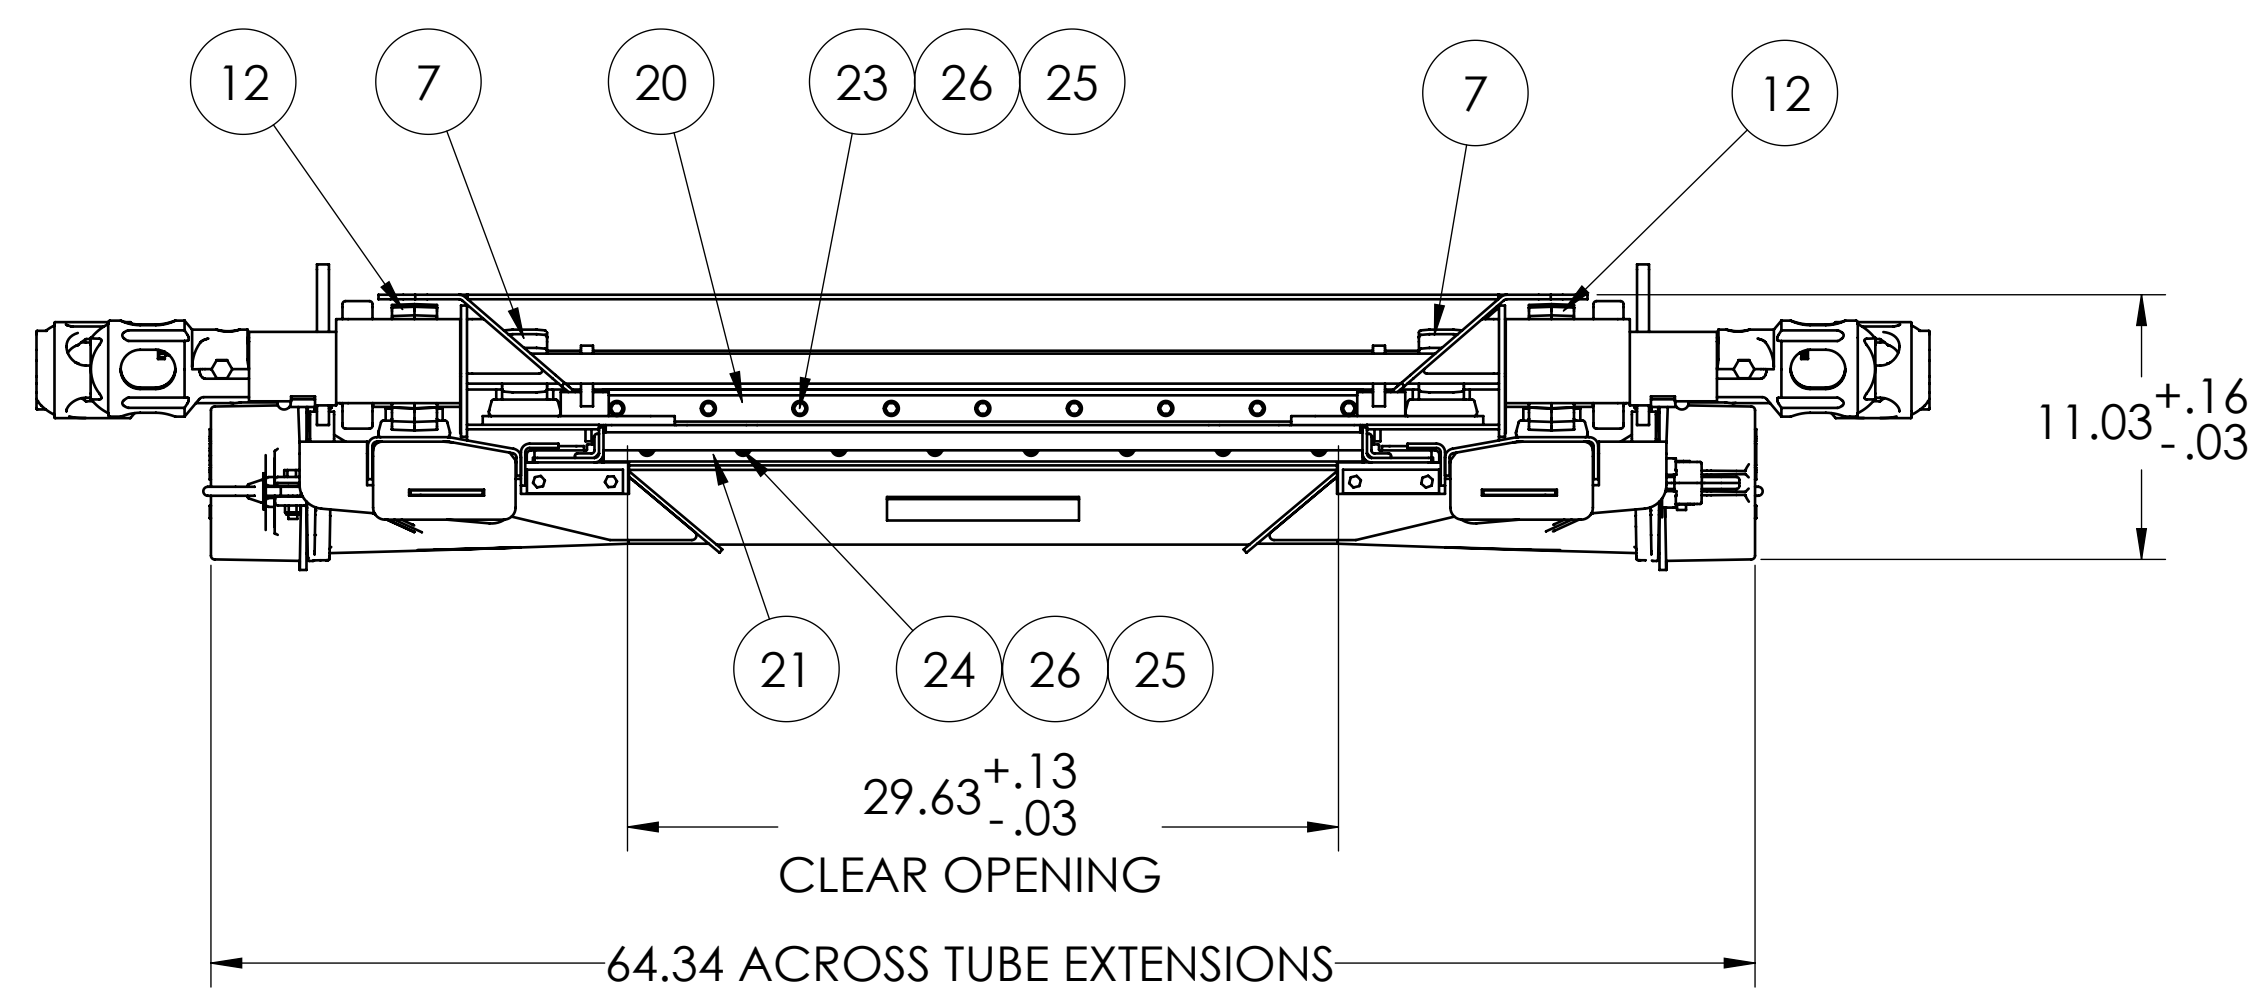 12 7 20 23 26 25 7 12
11.03 +.16 -.03
21 24 26 25
29.63 +.13 -.03
CLEAR OPENING
64.34 ACROSS TUBE EXTENSIONS